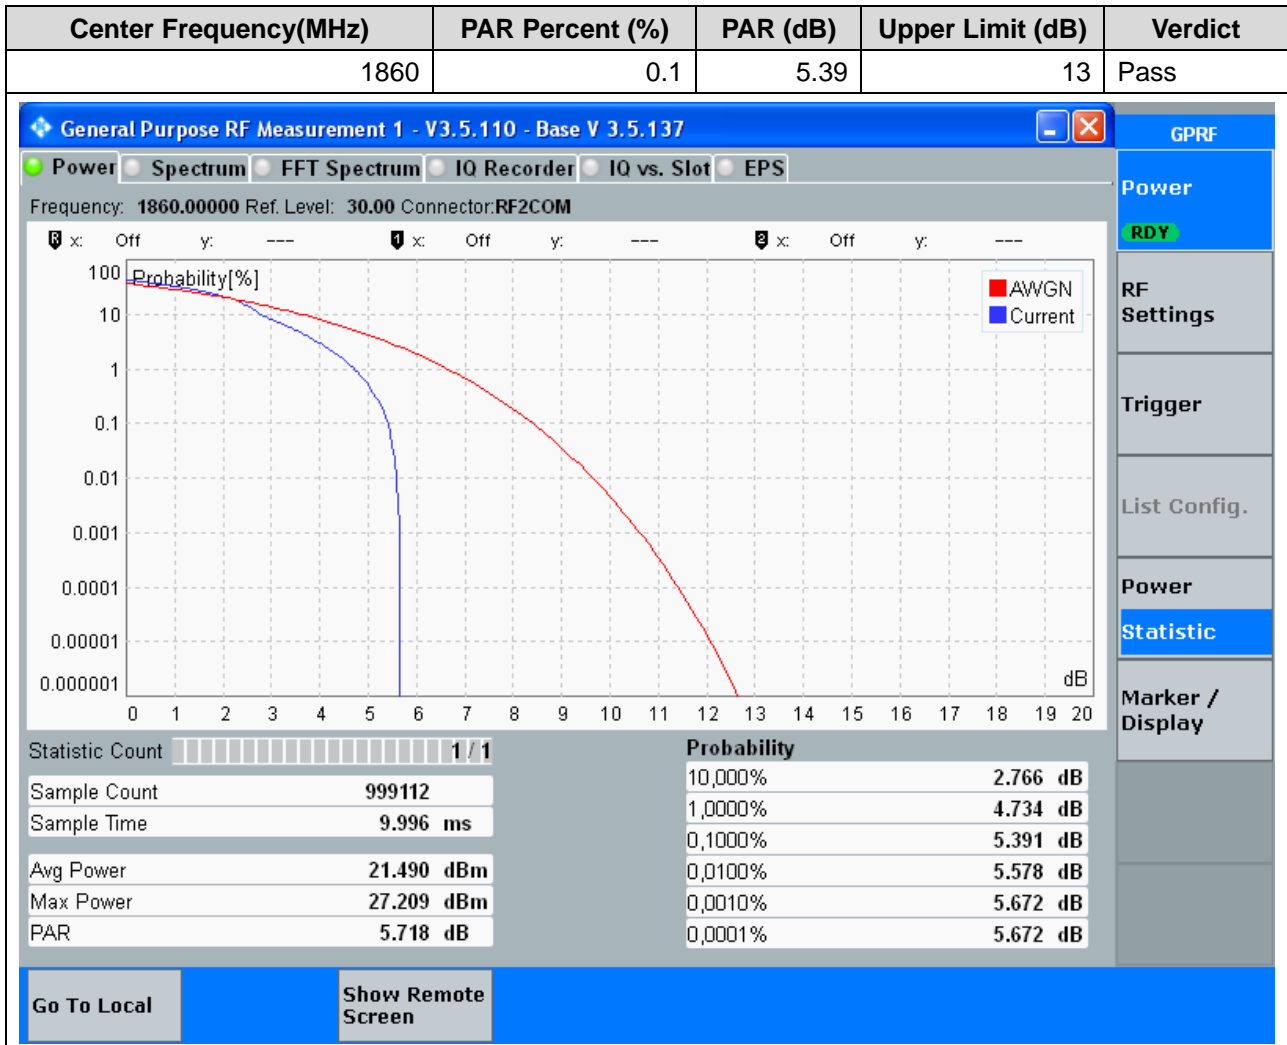 Center Frequency(MHz) PAR Percent (%) PAR (dB) Upper Limit (dB) Verdict
1860 0.1 5.39 13 Pass
General Purpose RF Measurement 1 - V3.5.110 - Base V 3.5.137
GPRF
Power Spectrum FFT Spectrum IQ Recorder IQ vs. Slot EPS
Power
RDY
Frequency: 1860.00000 Ref. Level: 30.00 Connector:RF2COM
R x: Off y: --- 1 x: Off y: --- 2 x: Off y: ---
Probability[%]
100
10
1
0.1
0.01
0.001
0.0001
0.00001
0.000001
AWGN
Current
dB
0 1 2 3 4 5 6 7 8 9 10 11 12 13 14 15 16 17 18 19 20
RF
Settings
Trigger
List Config.
Power
Statistic
Marker /
Display
Statistic Count 1 / 1
Sample Count 999112
Sample Time 9.996 ms
Avg Power 21.490 dBm
Max Power 27.209 dBm
PAR 5.718 dB
Probability
10,000% 2.766 dB
1,0000% 4.734 dB
0,1000% 5.391 dB
0,0100% 5.578 dB
0,0010% 5.672 dB
0,0001% 5.672 dB
Go To Local
Show Remote
Screen